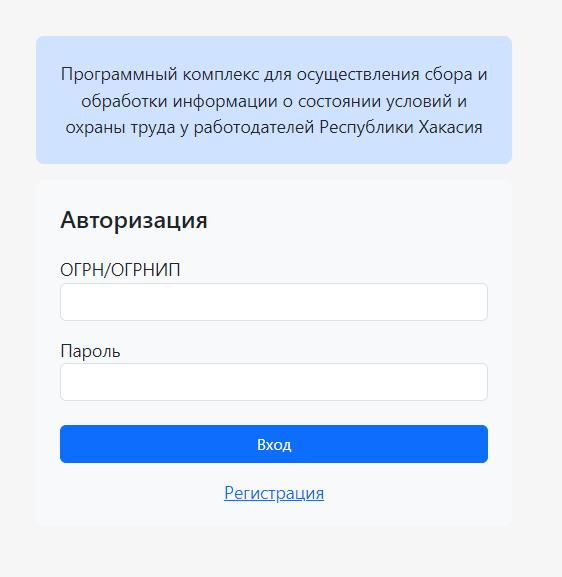 Программный комплекс для осуществления сбора и
обработки информации о состоянии условий и
охраны труда у работодателей Республики Хакасия
Авторизация
ОГРН/ОГРНИП
Пароль
Вход
Регистрация